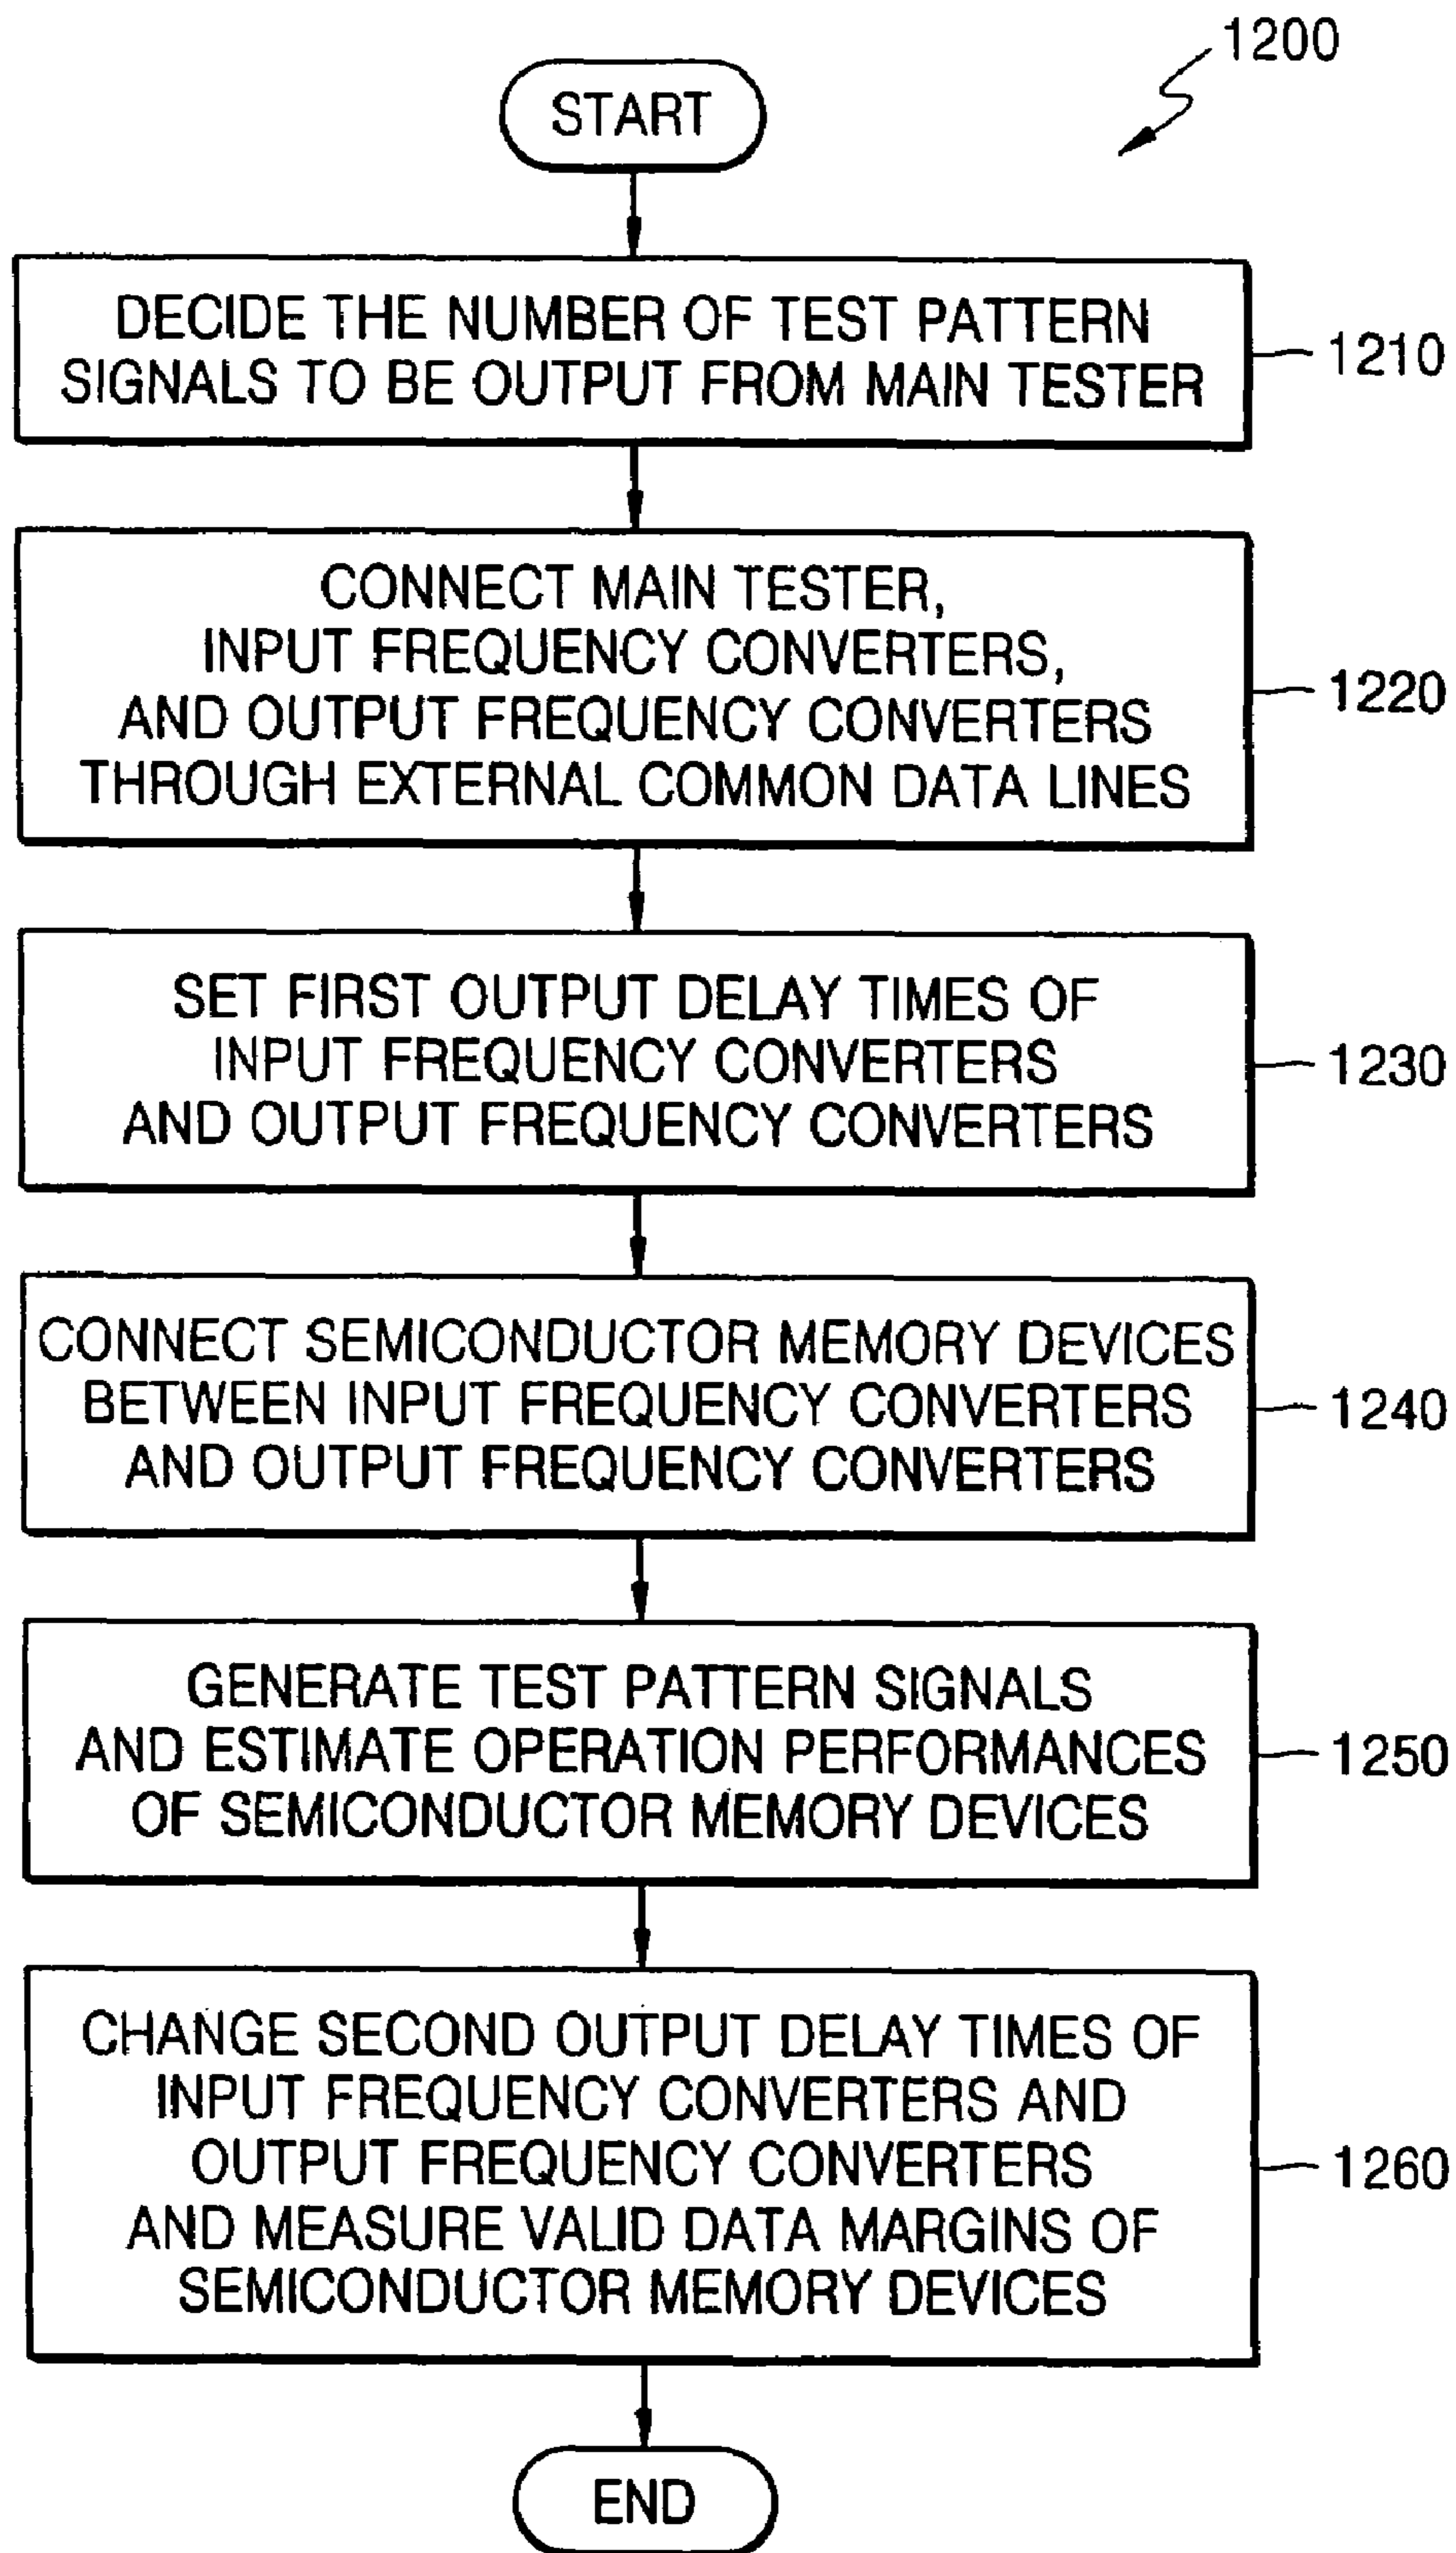 1200
START
DECIDE THE NUMBER OF TEST PATTERN
SIGNALS TO BE OUTPUT FROM MAIN TESTER
1210
CONNECT MAIN TESTER,
INPUT FREQUENCY CONVERTERS,
AND OUTPUT FREQUENCY CONVERTERS
THROUGH EXTERNAL COMMON DATA LINES
1220
SET FIRST OUTPUT DELAY TIMES OF
INPUT FREQUENCY CONVERTERS
AND OUTPUT FREQUENCY CONVERTERS
1230
CONNECT SEMICONDUCTOR MEMORY DEVICES
BETWEEN INPUT FREQUENCY CONVERTERS
AND OUTPUT FREQUENCY CONVERTERS
1240
GENERATE TEST PATTERN SIGNALS
AND ESTIMATE OPERATION PERFORMANCES
OF SEMICONDUCTOR MEMORY DEVICES
1250
CHANGE SECOND OUTPUT DELAY TIMES OF
INPUT FREQUENCY CONVERTERS AND
OUTPUT FREQUENCY CONVERTERS
AND MEASURE VALID DATA MARGINS OF
SEMICONDUCTOR MEMORY DEVICES
1260
END